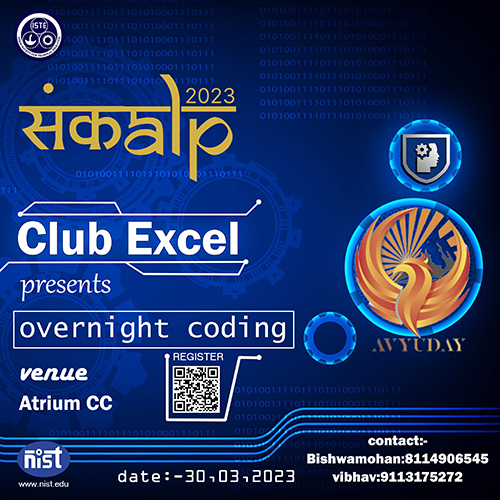 ISTE
2023
संकalp
Club Excel
presents
overnight coding
venue
REGISTER
Atrium CC
AVYUDAY
nist
www.nist.edu
date:-30,03,2023
contact:-
Bishwamohan:8114906545
vibhav:9113175272